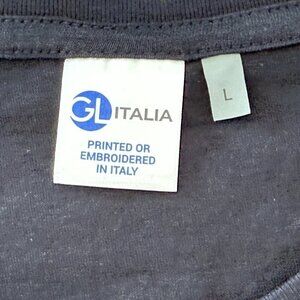 GL ITALIA
PRINTED OR
EMBROIDERED
IN ITALY
L